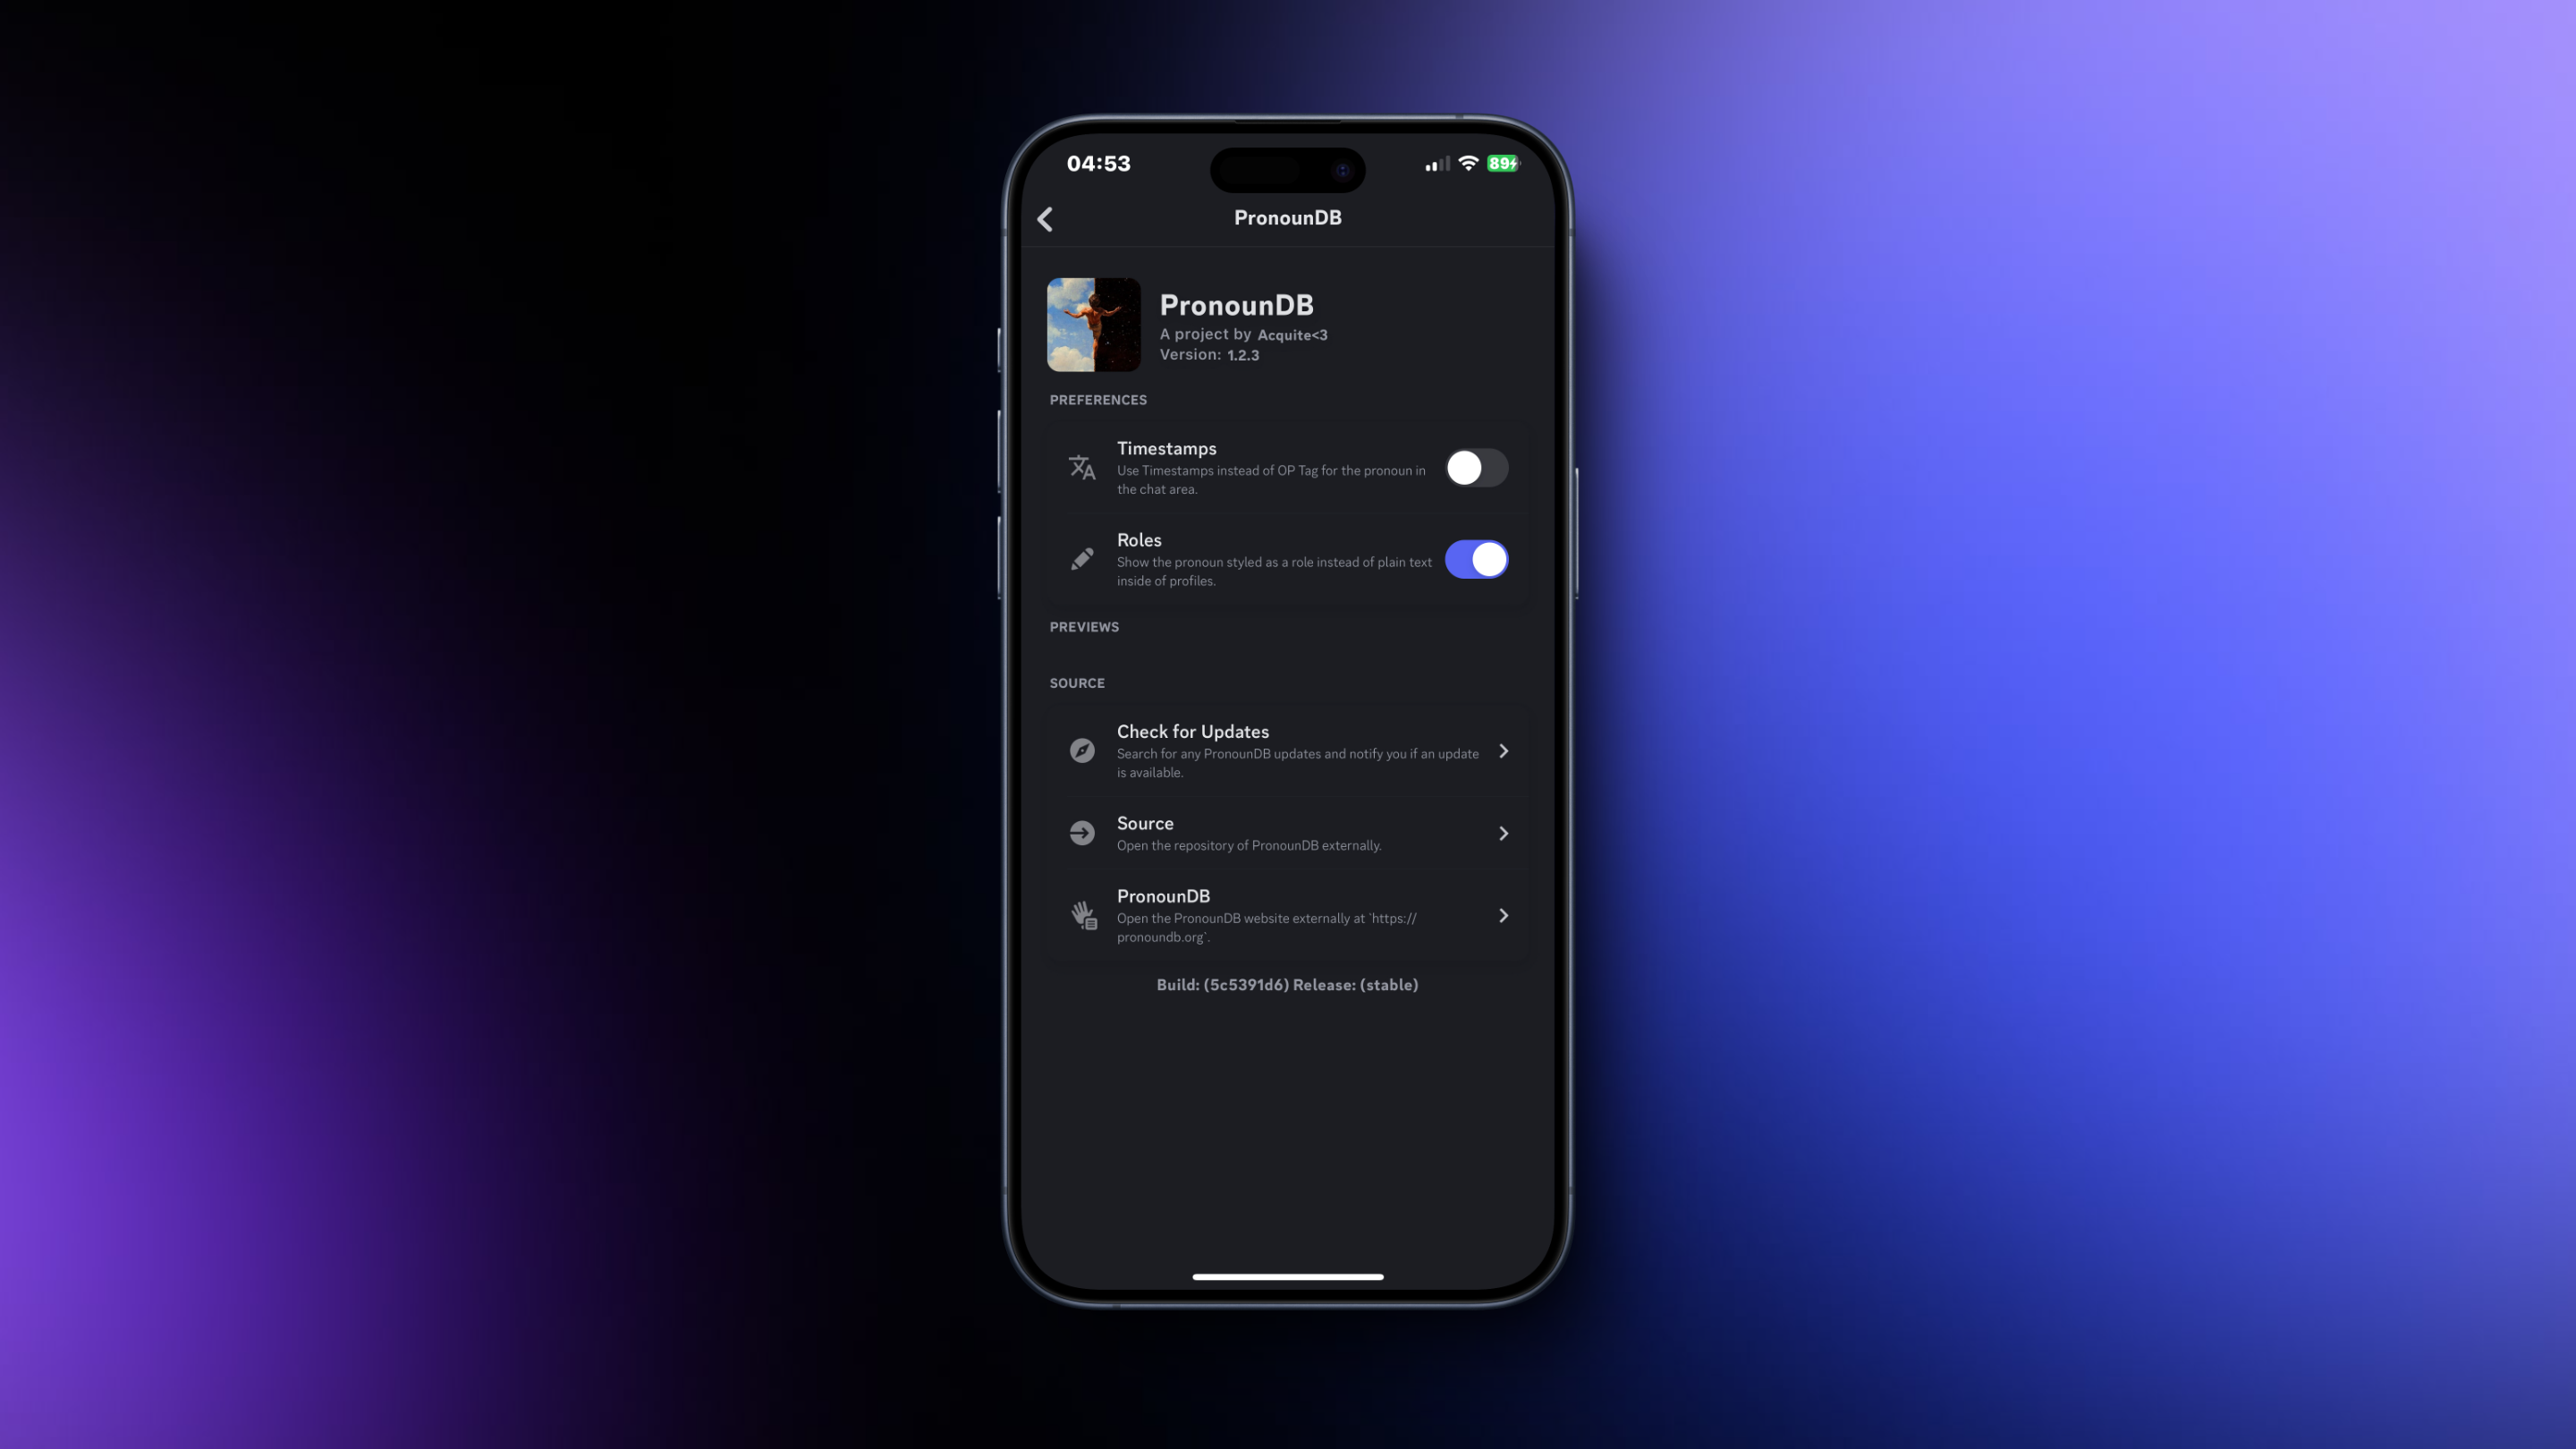 04:53
89
PronounDB
PronounDB
A project by Acquite<3
Version: 1.2.3
PREFERENCES
Timestamps
Use Timestamps instead of OP Tag for the pronoun in
the chat area.
Roles
Show the pronoun styled as a role instead of plain text
inside of profiles.
PREVIEWS
SOURCE
Check for Updates
Search for any PronounDB updates and notify you if an update
is available.
Source
Open the repository of PronounDB externally.
PronounDB
Open the PronounDB website externally at `https://
pronoundb.org`.
Build: (5c5391d6) Release: (stable)